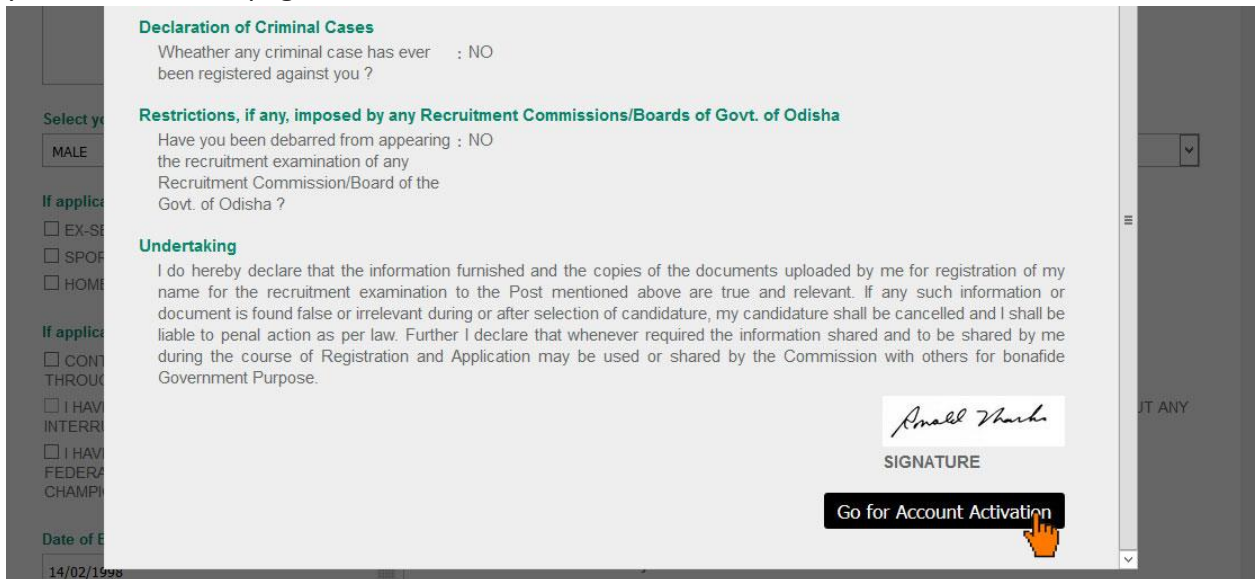 Declaration of Criminal Cases
Wheather any criminal case has ever : NO
been registered against you ?
Select
Restrictions, if any, imposed by any Recruitment Commissions/Boards of Govt. of Odisha
MALE
Have you been debarred from appearing : NO
the recruitment examination of any
Recruitment Commission/Board of the
Govt. of Odisha ?
If
Undertaking
I do hereby declare that the information furnished and the copies of the documents uploaded by me for registration of my
name for the recruitment examination to the Post mentioned above are true and relevant. If any such information or
document is found false or irrelevant during or after selection of candidature, my candidature shall be cancelled and I shall be
liable to penal action as per law. Further I declare that whenever required the information shared and to be shared by me
during the course of Registration and Application may be used or shared by the Commission with others for bonafide
Government Purpose.
If
I
I
ANY
SIGNATURE
Go for Account Activation
Date of
14/02/1998